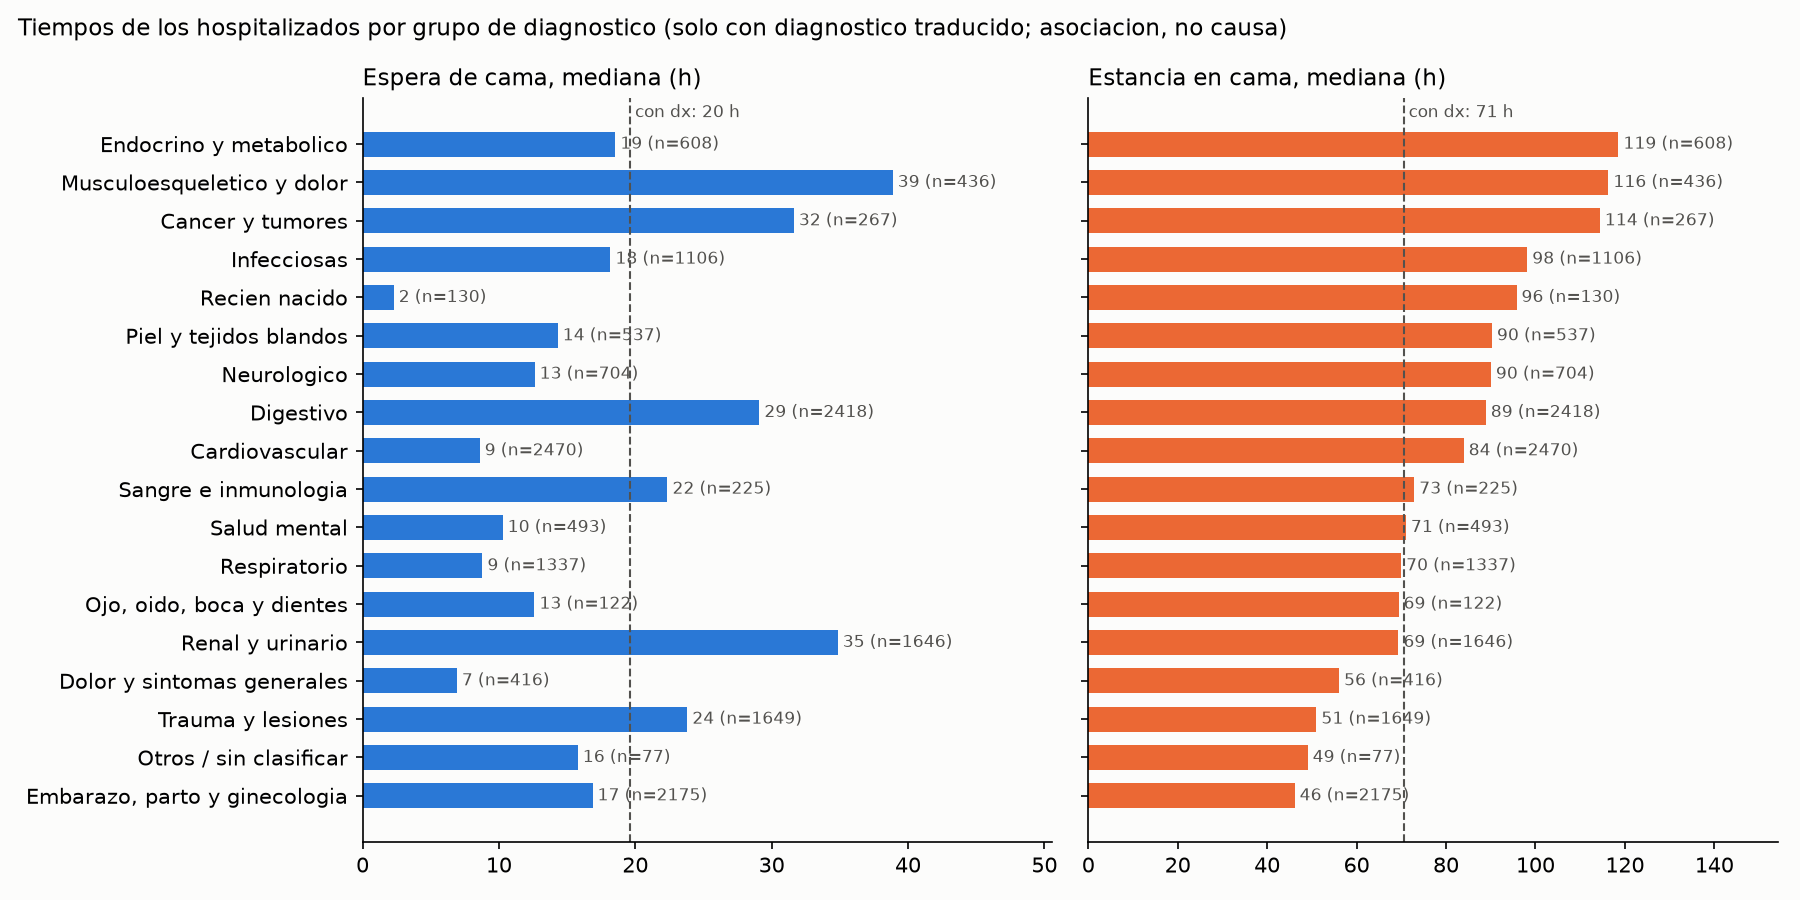 Tiempos de los hospitalizados por grupo de diagnostico (solo con diagnostico traducido; asociacion, no causa)
Espera de cama, mediana (h)
Estancia en cama, mediana (h)
con dx: 20 h
con dx: 71 h
Endocrino y metabolico 19 (n=608) 119 (n=608)
Musculoesqueletico y dolor 39 (n=436) 116 (n=436)
Cancer y tumores 32 (n=267) 114 (n=267)
Infecciosas 18 (n=1106) 98 (n=1106)
Recien nacido 2 (n=130) 96 (n=130)
Piel y tejidos blandos 14 (n=537) 90 (n=537)
Neurologico 13 (n=704) 90 (n=704)
Digestivo 29 (n=2418) 89 (n=2418)
Cardiovascular 9 (n=2470) 84 (n=2470)
Sangre e inmunologia 22 (n=225) 73 (n=225)
Salud mental 10 (n=493) 71 (n=493)
Respiratorio 9 (n=1337) 70 (n=1337)
Ojo, oido, boca y dientes 13 (n=122) 69 (n=122)
Renal y urinario 35 (n=1646) 69 (n=1646)
Dolor y sintomas generales 7 (n=416) 56 (n=416)
Trauma y lesiones 24 (n=1649) 51 (n=1649)
Otros / sin clasificar 16 (n=77) 49 (n=77)
Embarazo, parto y ginecologia 17 (n=2175) 46 (n=2175)
0 10 20 30 40 50
0 20 40 60 80 100 120 140